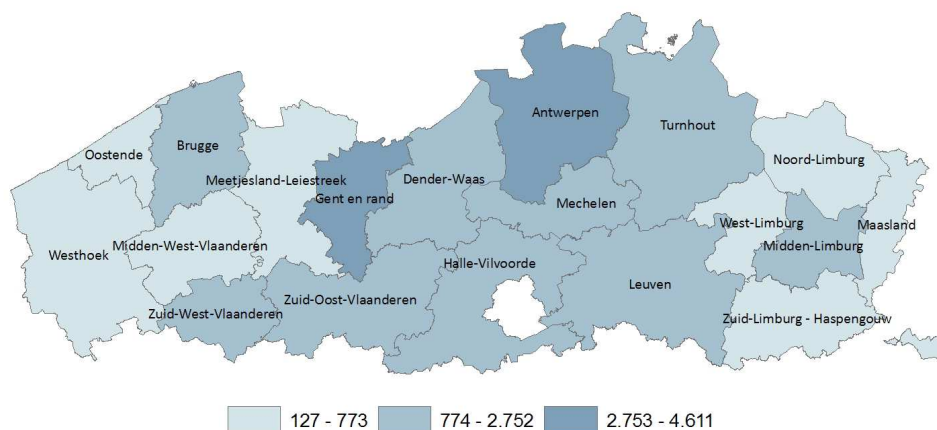 Antwerpen
Turnhout
Brugge
Oostende
Noord-Limburg
Meetjesland-Leiestreek
Dender-Waas
Gent en rand
Mechelen
West-Limburg
Maasland
Midden-West-Vlaanderen
Midden-Limburg
Westhoek
Halle-Vilvoorde
Leuven
Zuid-Oost-Vlaanderen
Zuid-West-Vlaanderen
Zuid-Limburg - Haspengouw
127 - 773 774 - 2.752 2.753 - 4.611